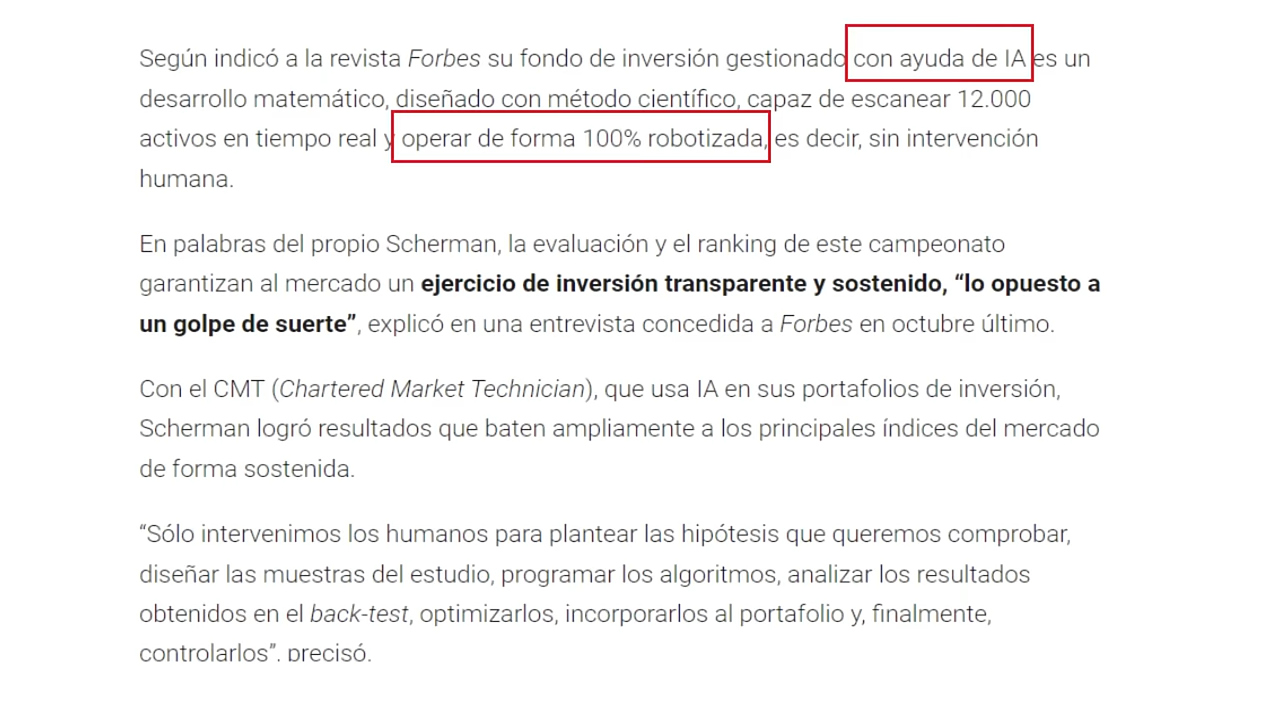 Según indicó a la revista Forbes su fondo de inversión gestionado con ayuda de IA es un
desarrollo matemático, diseñado con método científico, capaz de escanear 12.000
activos en tiempo real y operar de forma 100% robotizada, es decir, sin intervención
humana.
En palabras del propio Scherman, la evaluación y el ranking de este campeonato
garantizan al mercado un ejercicio de inversión transparente y sostenido, “lo opuesto a
un golpe de suerte”, explicó en una entrevista concedida a Forbes en octubre último.
Con el CMT (Chartered Market Technician), que usa IA en sus portafolios de inversión,
Scherman logró resultados que baten ampliamente a los principales índices del mercado
de forma sostenida.
“Sólo intervenimos los humanos para plantear las hipótesis que queremos comprobar,
diseñar las muestras del estudio, programar los algoritmos, analizar los resultados
obtenidos en el back-test, optimizarlos, incorporarlos al portafolio y, finalmente,
controlarlos”, precisó.